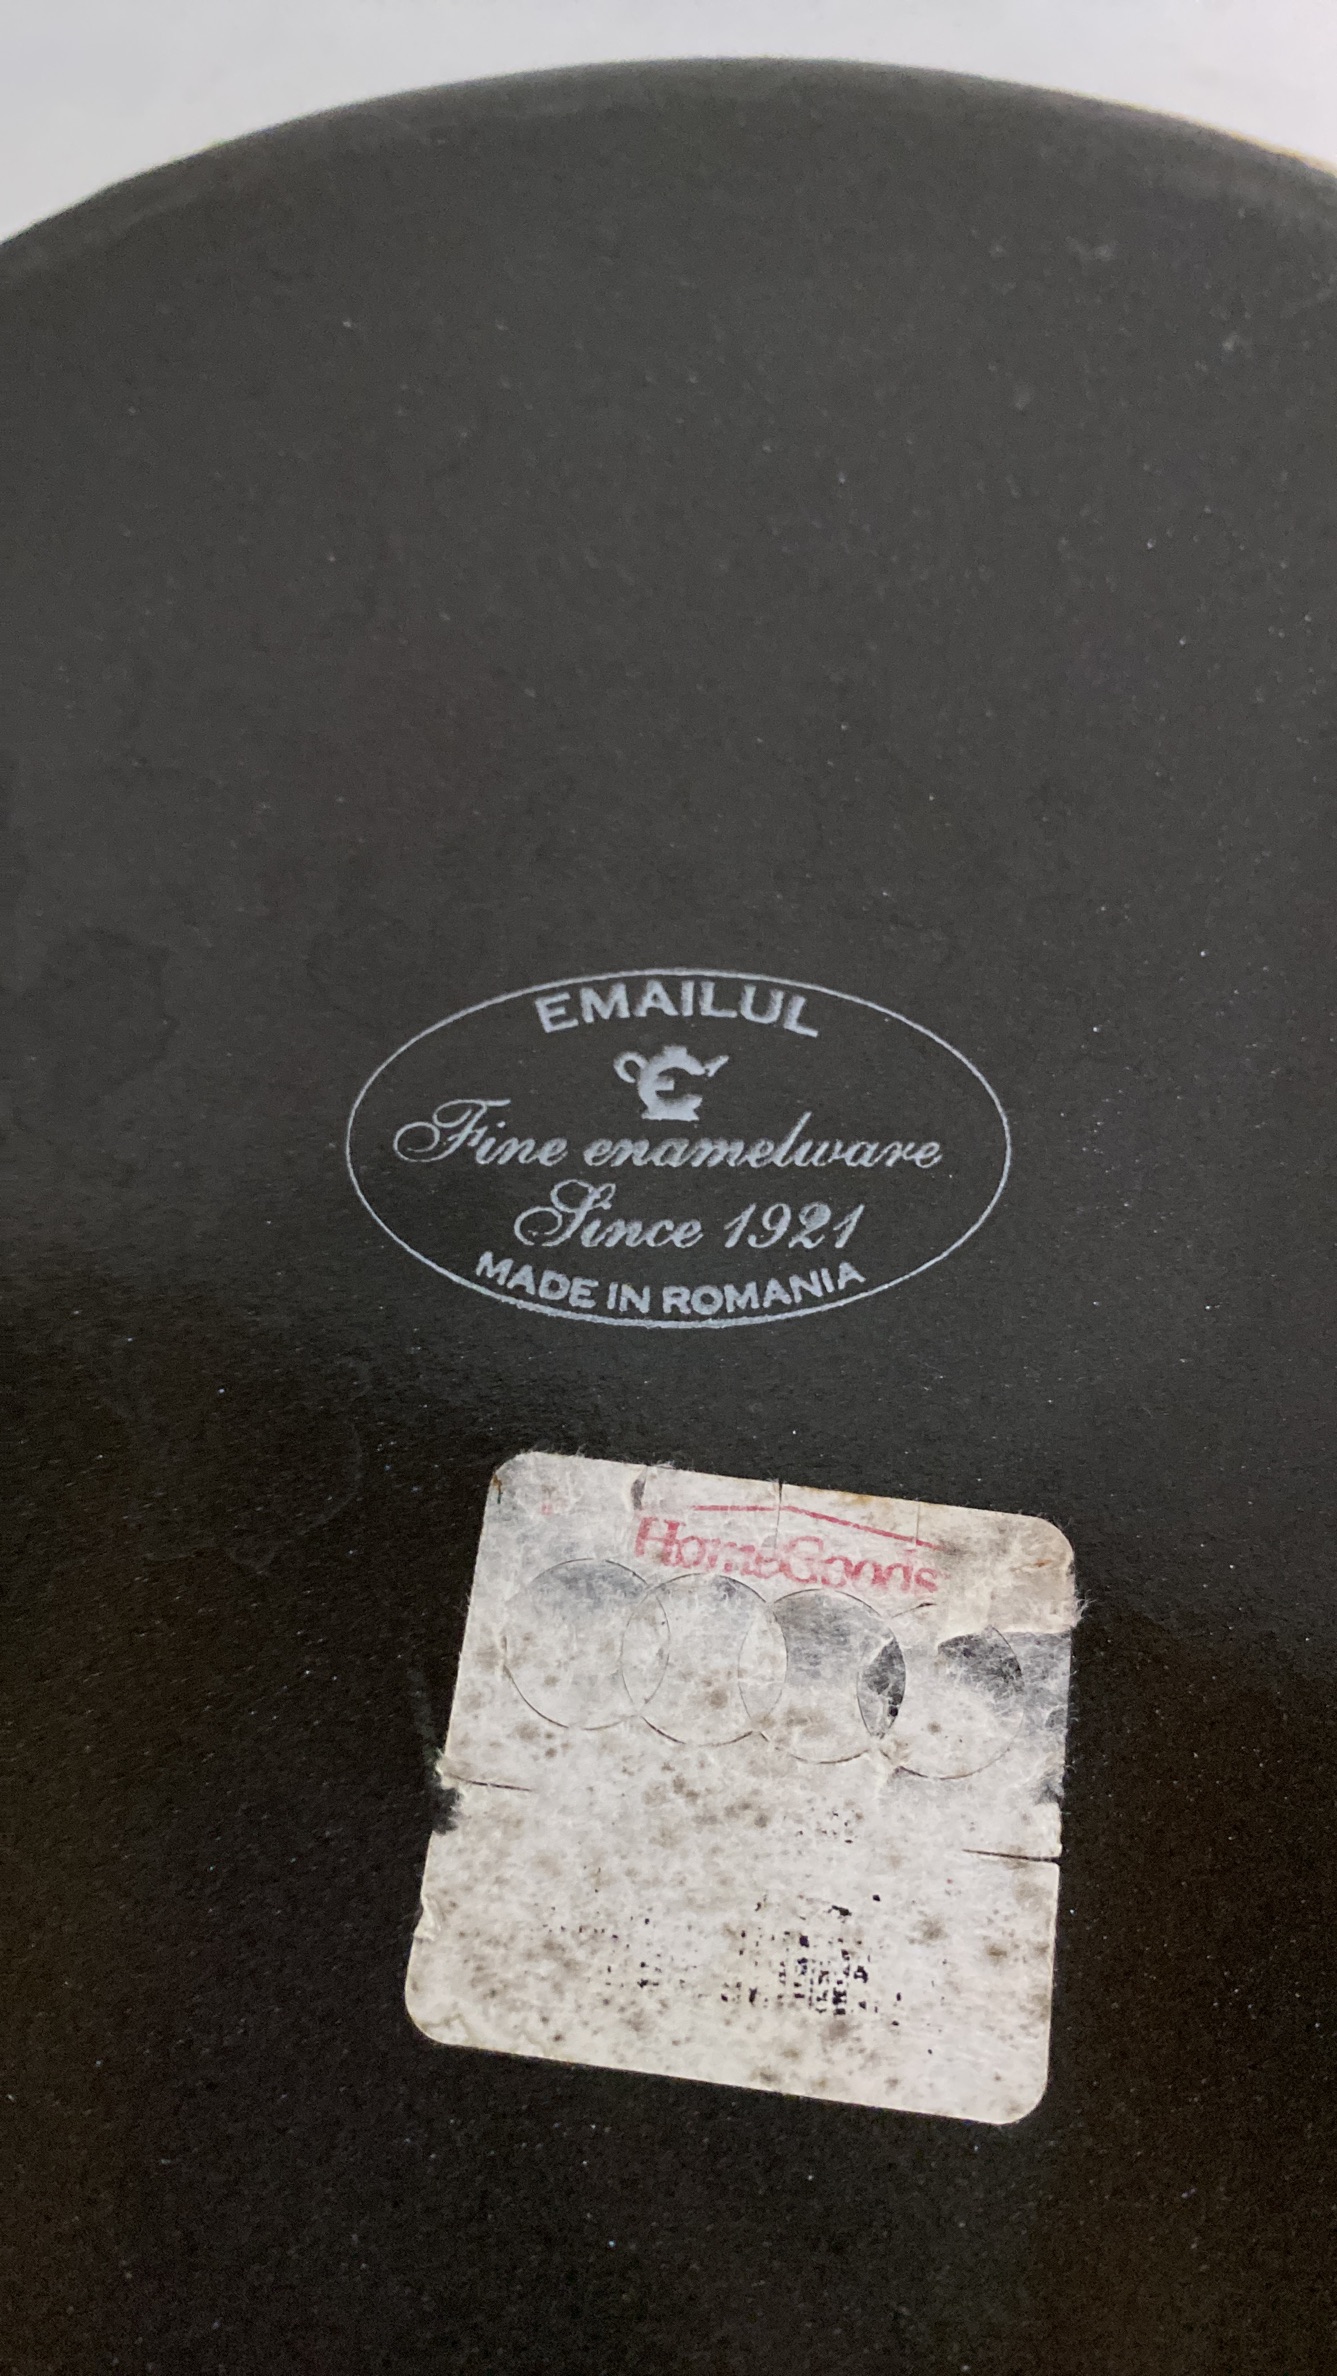 EMAILUL
Fine enamelware
Since 1921
MADE IN ROMANIA
HomeGoods